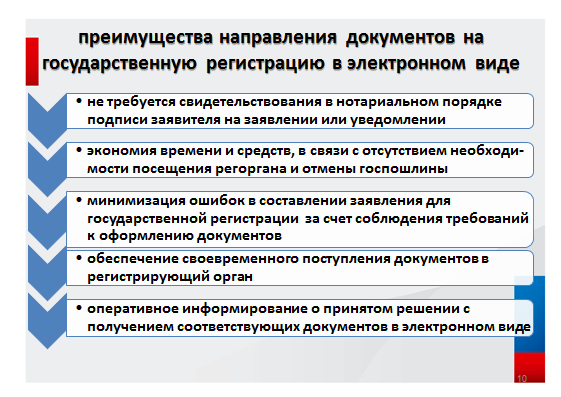 преимущества направления документов на
государственную регистрацию в электронном виде
• не требуется свидетельствования в нотариальном порядке
подписи заявителя на заявлении или уведомлении
• экономия времени и средств, в связи с отсутствием необходи-
мости посещения регоргана и отмены госпошлины
• минимизация ошибок в составлении заявления для
государственной регистрации за счет соблюдения требований
к оформлению документов
• обеспечение своевременного поступления документов в
регистрирующий орган
• оперативное информирование о принятом решении с
получением соответствующих документов в электронном виде
10